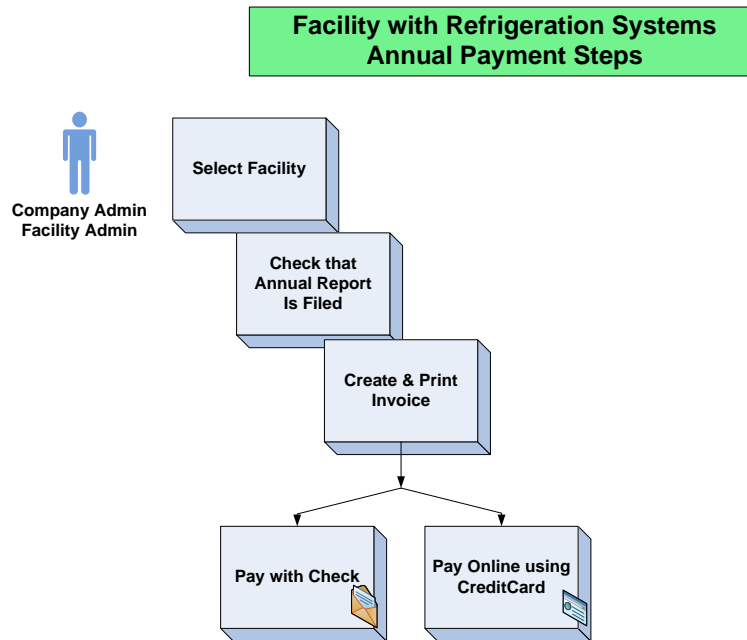 Facility with Refrigeration Systems
Annual Payment Steps
Company Admin
Facility Admin
Select Facility
Check that
Annual Report
Is Filed
Create & Print
Invoice
Pay with Check
Pay Online using
CreditCard